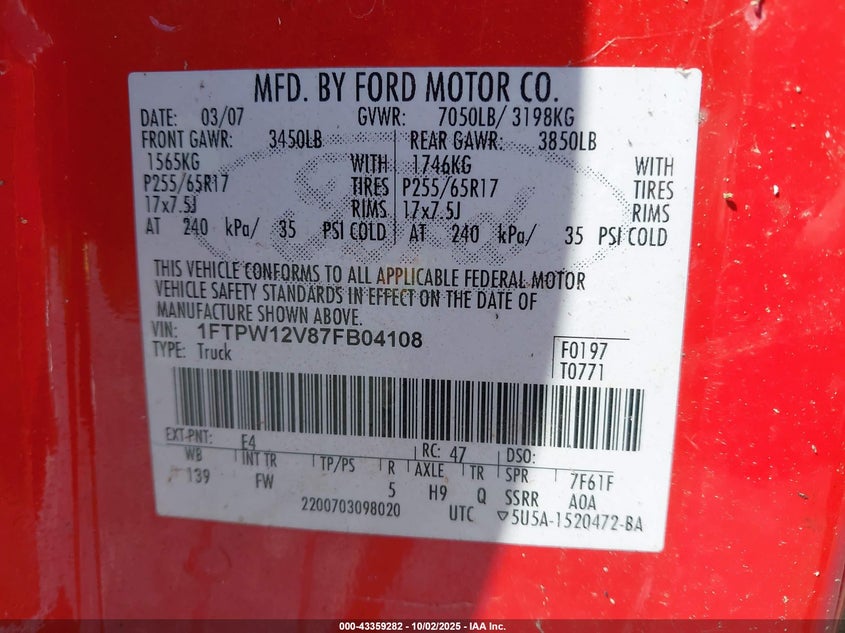 MFD. BY FORD MOTOR CO.
DATE: 03/07 GVWR: 7050LB/ 3198KG
FRONT GAWR: 3450LB REAR GAWR: 3850LB
1565KG WITH 1746KG WITH
P255/65R17 TIRES P255/65R17 TIRES
17x7.5J RIMS 17x7.5J RIMS
AT 240 kPa/ 35 PSI COLD AT 240 kPa/ 35 PSI COLD
THIS VEHICLE CONFORMS TO ALL APPLICABLE FEDERAL MOTOR
VEHICLE SAFETY STANDARDS IN EFFECT ON THE DATE OF
MANUFACTURE SHOWN ABOVE.
VIN: 1FTPW12V87FB04108
TYPE: Truck
F0197
T0771
EXT-PNT: E4 RC: 47 DSO:
WB INT TR TP/PS R AXLE TR SPR 7F61F
139 FW 5 H9 Q SSRR A0A
2200703098020 UTC ▽5U5A-1520472-BA
Ford
000-43359282 - 10/02/2025 - IAA Inc.